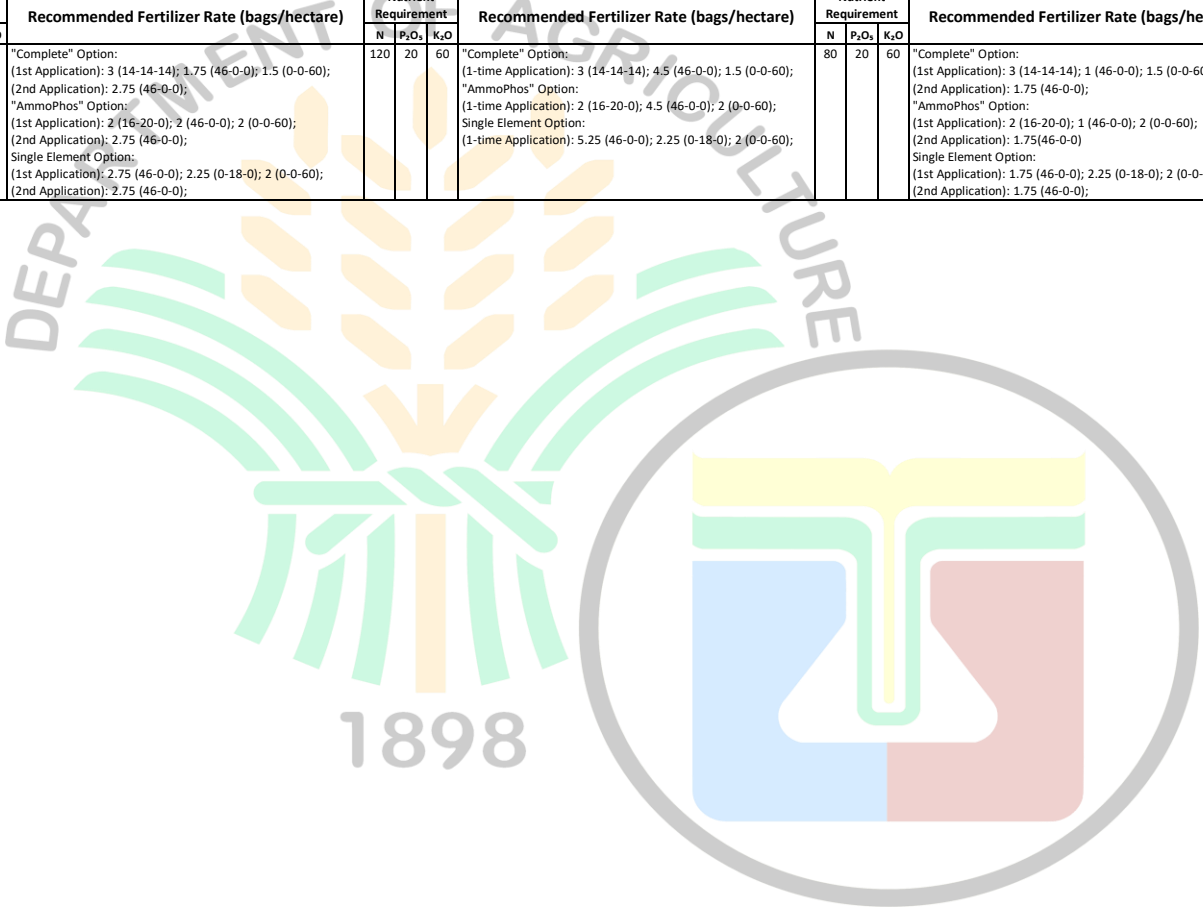 Recommended Fertilizer Rate (bags/hectare)
Requirement
N P₂O₅ K₂O
Recommended Fertilizer Rate (bags/hectare)
Requirement
N P₂O₅ K₂O
Recommended Fertilizer Rate
"Complete" Option:
(1st Application): 3 (14-14-14); 1.75 (46-0-0); 1.5 (0-0-60);
(2nd Application): 2.75 (46-0-0);
"AmmoPhos" Option:
(1st Application): 2 (16-20-0); 2 (46-0-0); 2 (0-0-60);
(2nd Application): 2.75 (46-0-0);
Single Element Option:
(1st Application): 2.75 (46-0-0); 2.25 (0-18-0); 2 (0-0-60);
(2nd Application): 2.75 (46-0-0);
120 20 60
"Complete" Option:
(1-time Application): 3 (14-14-14); 4.5 (46-0-0); 1.5 (0-0-60);
"AmmoPhos" Option:
(1-time Application): 2 (16-20-0); 4.5 (46-0-0); 2 (0-0-60);
Single Element Option:
(1-time Application): 5.25 (46-0-0); 2.25 (0-18-0); 2 (0-0-60);
80 20 60
"Complete" Option:
(1st Application): 3 (14-14-14); 1 (46-0-0); 1.5 (0-0-60
(2nd Application): 1.75 (46-0-0);
"AmmoPhos" Option:
(1st Application): 2 (16-20-0); 1 (46-0-0); 2 (0-0-60);
(2nd Application): 1.75(46-0-0)
Single Element Option:
(1st Application): 1.75 (46-0-0); 2.25 (0-18-0); 2 (0-0-
(2nd Application): 1.75 (46-0-0);
DEPARTMENT OF AGRICULTURE
1898